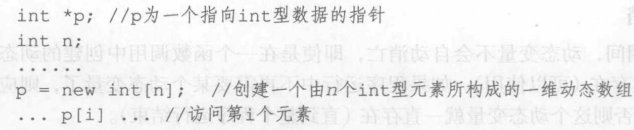 int *p; //p为一个指向int型数据的指针
int n;
......
p = new int[n]; //创建一个由n个int型元素所构成的一维动态数组
... p[i] ... //访问第i个元素